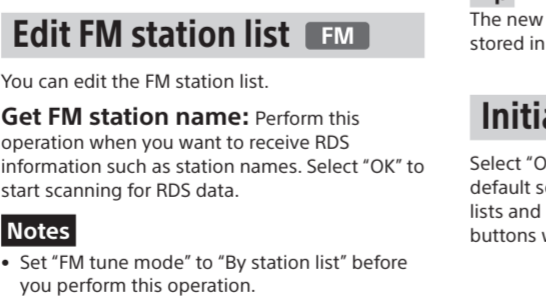 Edit FM station list FM
You can edit the FM station list.
Get FM station name: Perform this
operation when you want to receive RDS
information such as station names. Select “OK” to
start scanning for RDS data.
Notes
• Set “FM tune mode” to “By station list” before
you perform this operation.
The new
stored in
Select “O
default
lists and
buttons